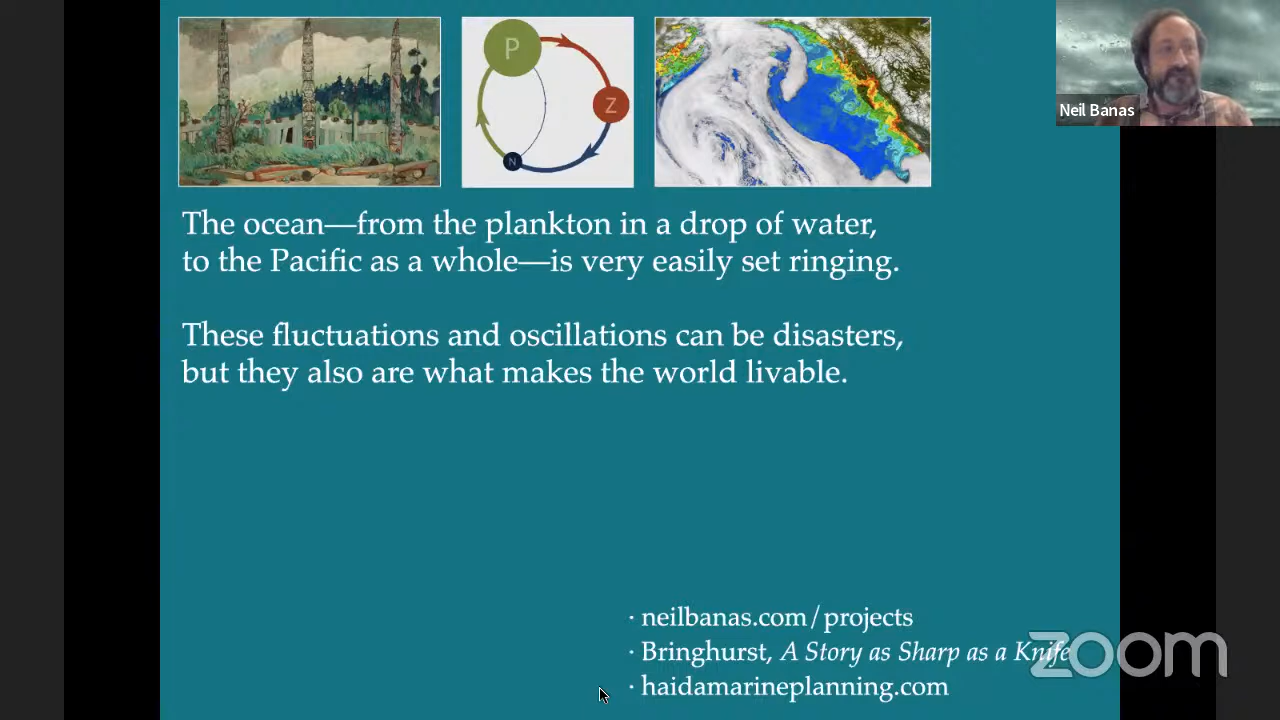 P
Z
N
Neil Banas
The ocean—from the plankton in a drop of water,
to the Pacific as a whole—is very easily set ringing.
These fluctuations and oscillations can be disasters,
but they also are what makes the world livable.
· neilbanas.com/projects
· Bringhurst, A Story as Sharp as a Knife
· haidamarineplanning.com
zoom